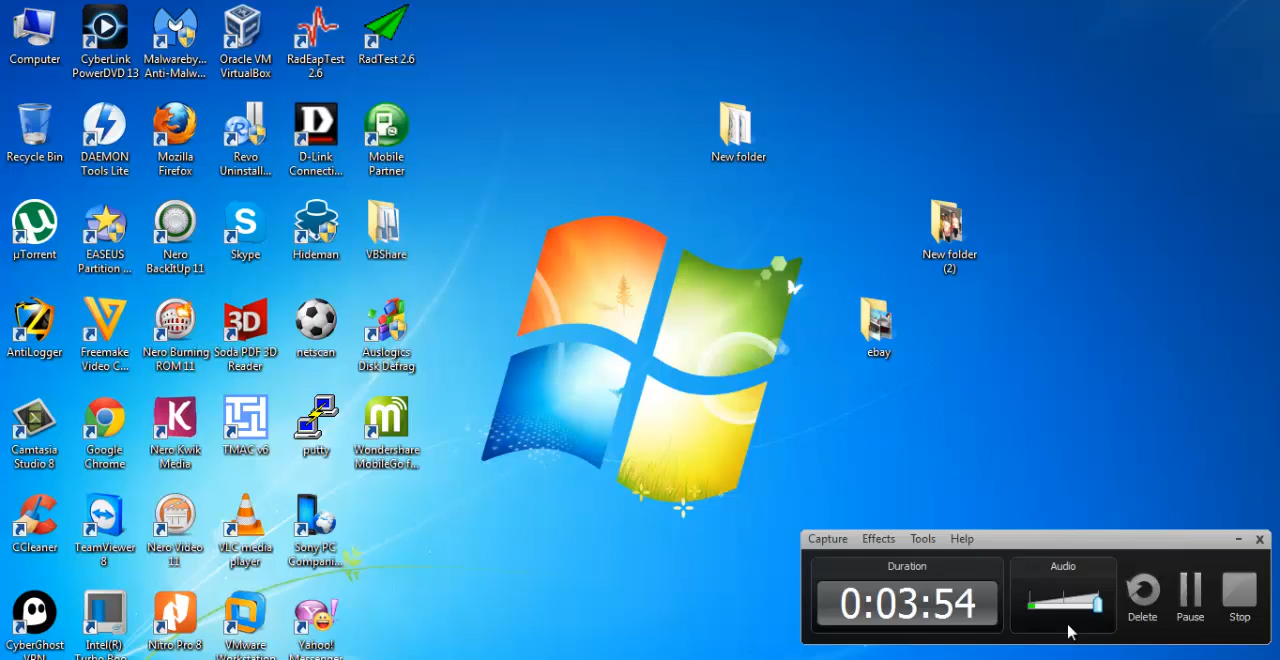 Computer
CyberLink
PowerDVD 13
Malwareby...
Anti-Malw...
Oracle VM
VirtualBox
RadEapTest
2.6
RadTest 2.6
Recycle Bin
DAEMON
Tools Lite
Mozilla
Firefox
Revo
Uninstall...
D-Link
Connecti...
Mobile
Partner
New folder
µTorrent
EASEUS
Partition ...
Nero
BackItUp 11
Skype
Hideman
VBShare
New folder
(2)
AntiLogger
Freemake
Video C...
Nero Burning
ROM 11
3D
Soda PDF 3D
Reader
netscan
Auslogics
Disk Defrag
ebay
Camtasia
Studio 8
Google
Chrome
Nero Kwik
Media
TMAC v6
putty
Wondershare
MobileGo f...
CCleaner
TeamViewer
8
Nero Video
11
VLC media
player
Sony PC
Compani...
CyberGhost
VPN
Intel(R)
Turbo Boo...
Nitro Pro 8
VMware
Workstation
Yahoo!
Messenger
Capture Effects Tools Help
Duration
0:03:54
Audio
Delete
Pause
Stop